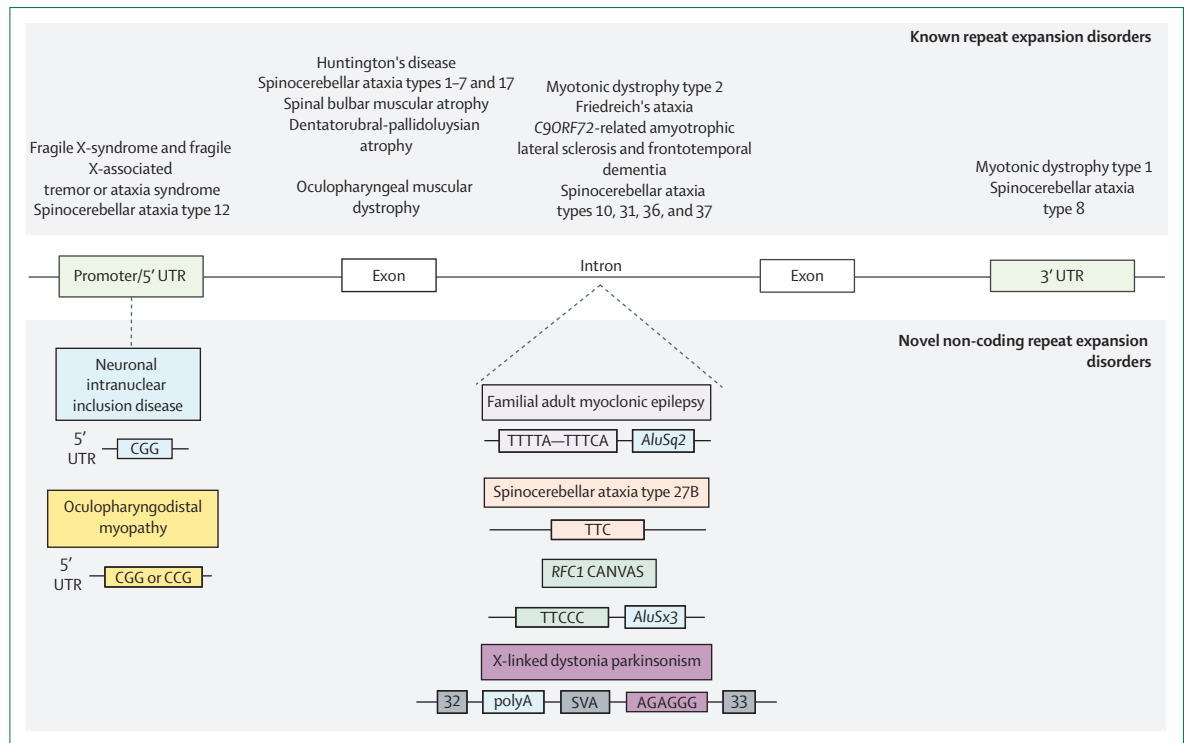 Known repeat expansion disorders
Fragile X-syndrome and fragile
X-associated
tremor or ataxia syndrome
Spinocerebellar ataxia type 12
Huntington's disease
Spinocerebellar ataxia types 1–7 and 17
Spinal bulbar muscular atrophy
Dentatorubral-pallidoluysian
atrophy
Oculopharyngeal muscular
dystrophy
Myotonic dystrophy type 2
Friedreich's ataxia
C9ORF72-related amyotrophic
lateral sclerosis and frontotemporal
dementia
Spinocerebellar ataxia
types 10, 31, 36, and 37
Myotonic dystrophy type 1
Spinocerebellar ataxia
type 8
Promoter/5′ UTR
Exon
Intron
Exon
3′ UTR
Novel non-coding repeat expansion
disorders
Neuronal
intranuclear
inclusion disease
5′
UTR
CGG
Oculopharyngodistal
myopathy
5′
UTR
CGG or CCG
Familial adult myoclonic epilepsy
TTTTA—TTTCA
AluSq2
Spinocerebellar ataxia type 27B
TTC
RFC1 CANVAS
TTCCC
AluSx3
X-linked dystonia parkinsonism
32
polyA
SVA
AGAGGG
33